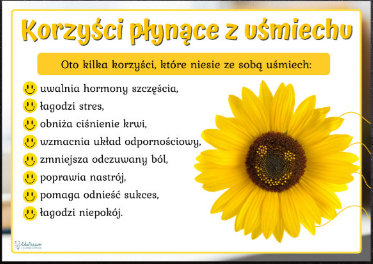 Korzyści płynące z uśmiechu
Oto kilka korzyści, które niesie ze sobą uśmiech:
uwalnia hormony szczęścia,
łagodzi stres,
obniża ciśnienie krwi,
wzmacnia układ odpornościowy,
zmniejsza odczuwany ból,
poprawia nastrój,
pomaga odnieść sukces,
łagodzi niepokój.